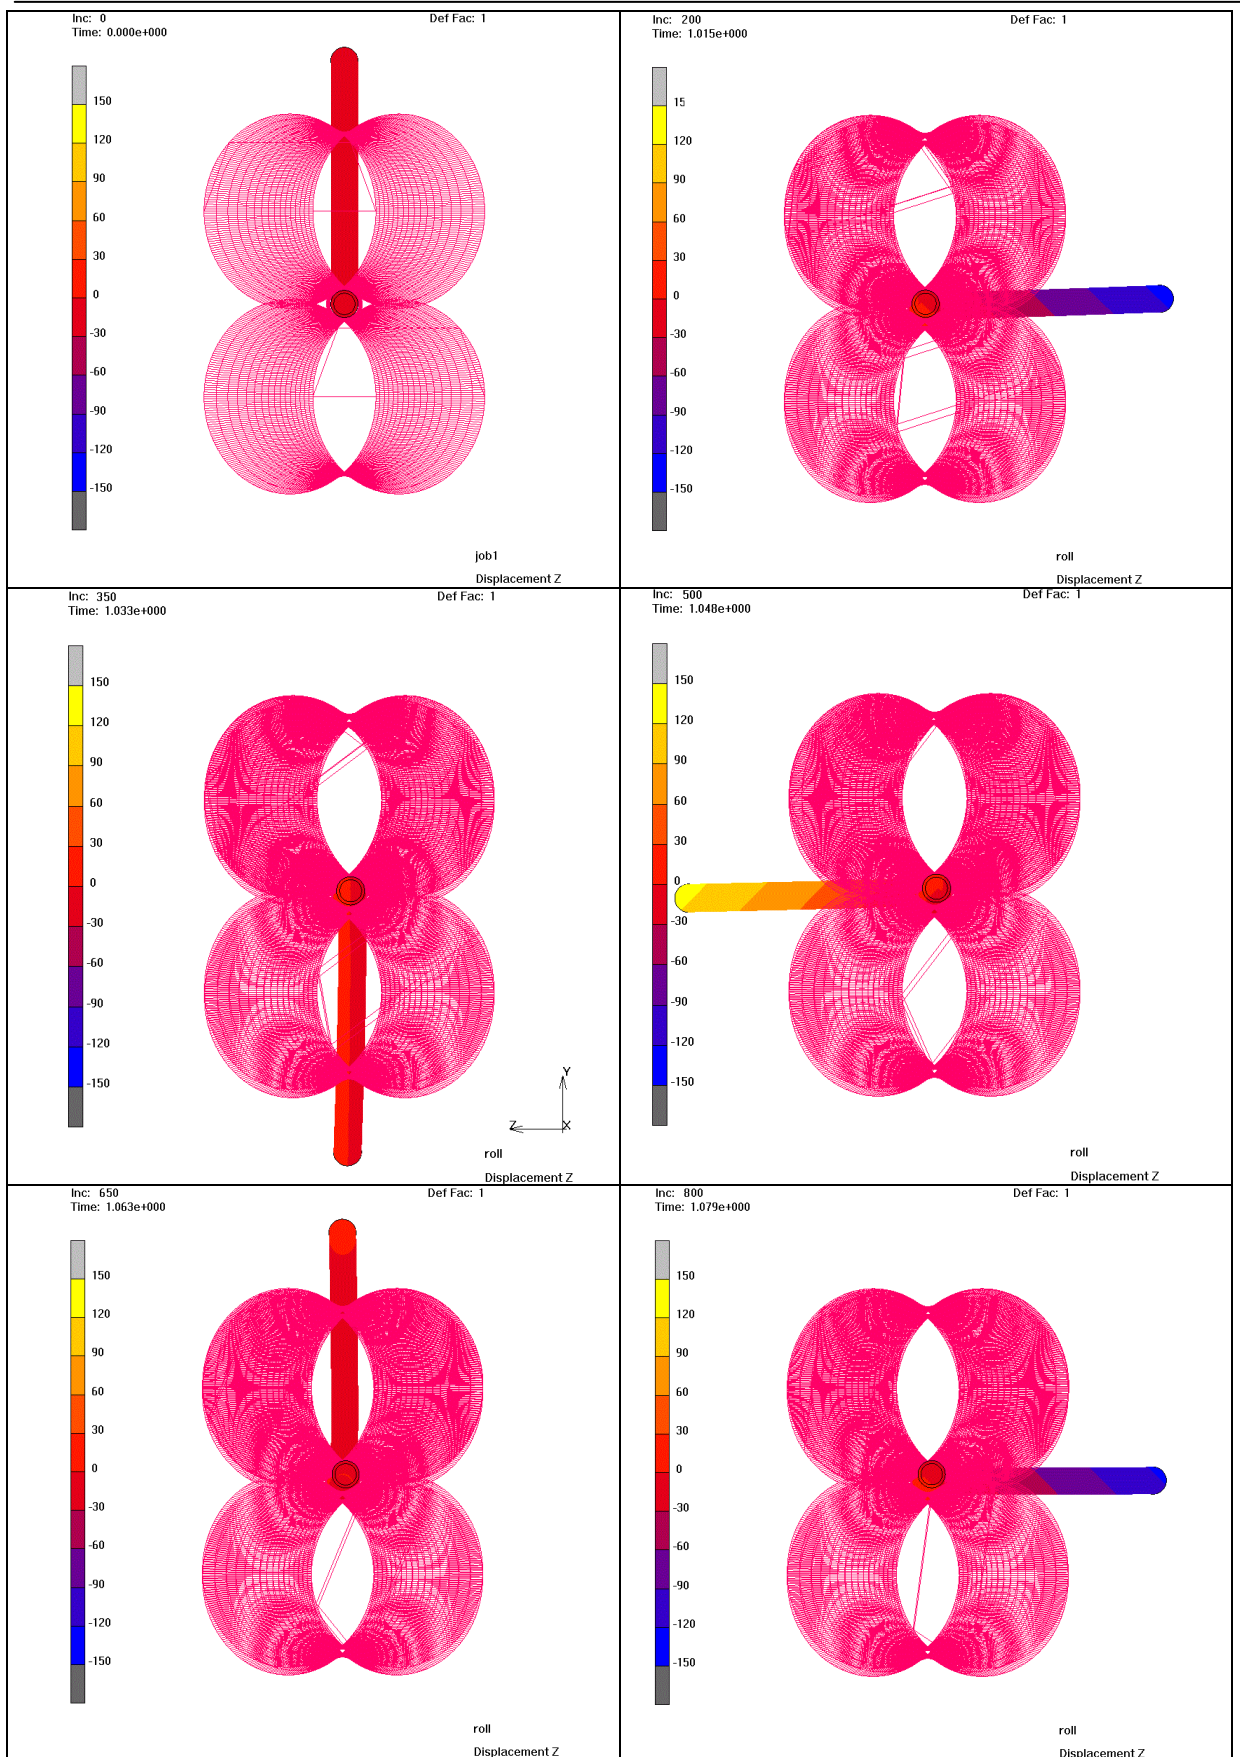 Inc: 0 Def Fac: 1
Time: 0.000e+000
150
120
90
60
30
0
-30
-60
-90
-120
-150
job1
Displacement Z
Inc: 200 Def Fac: 1
Time: 1.015e+000
15
120
90
60
30
0
-30
-60
-90
-120
-150
roll
Displacement Z
Inc: 350 Def Fac: 1
Time: 1.033e+000
150
120
90
60
30
0
-30
-60
-90
-120
-150
Y
Z X
roll
Displacement Z
Inc: 500 Def Fac: 1
Time: 1.048e+000
150
120
90
60
30
0
-30
-60
-90
-120
-150
roll
Displacement Z
Inc: 650 Def Fac: 1
Time: 1.063e+000
150
120
90
60
30
0
-30
-60
-90
-120
-150
roll
Displacement Z
Inc: 800 Def Fac: 1
Time: 1.079e+000
150
120
90
60
30
0
-30
-60
-90
-120
-150
roll
Displacement Z